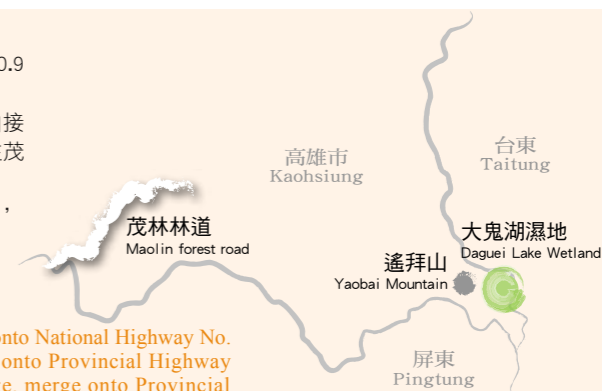 0.9
接
茂
，
高雄市
Kaohsiung
台東
Taitung
茂林林道
Maolin forest road
大鬼湖濕地
Daguei Lake Wetland
遙拜山
Yaobai Mountain
屏東
Pingtung
onto National Highway No.
onto Provincial Highway
merge onto Provincial